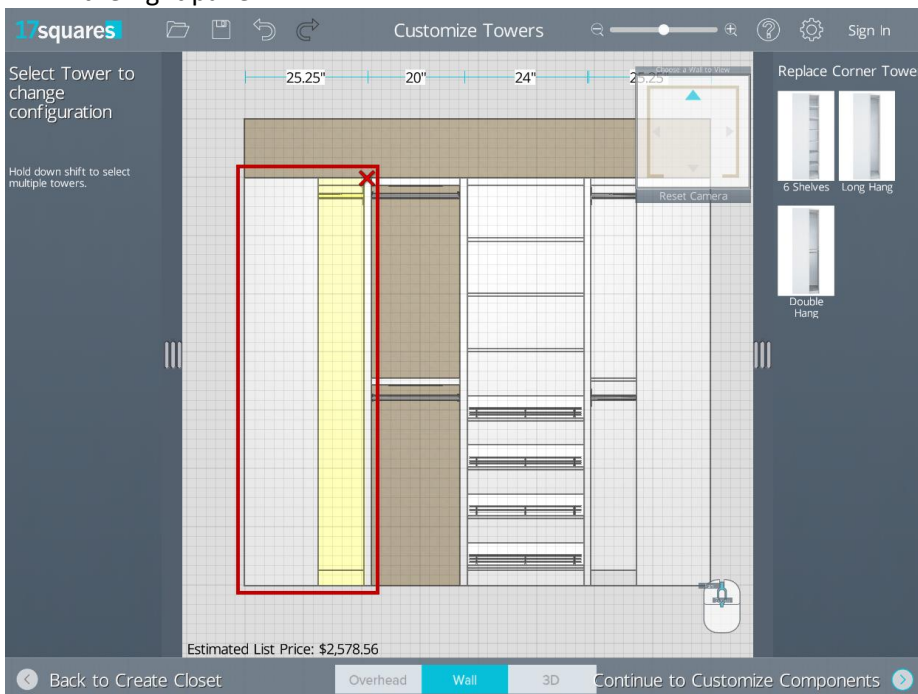 17squares
Customize Towers
Sign In
Select Tower to
change
configuration
Hold down shift to select
multiple towers.
25.25"
20"
24"
25.25"
Choose a Wall to View
Reset Camera
Replace Corner Towe
6 Shelves
Long Hang
Double
Hang
Estimated List Price: $2,578.56
Back to Create Closet
Overhead
Wall
3D
Continue to Customize Components